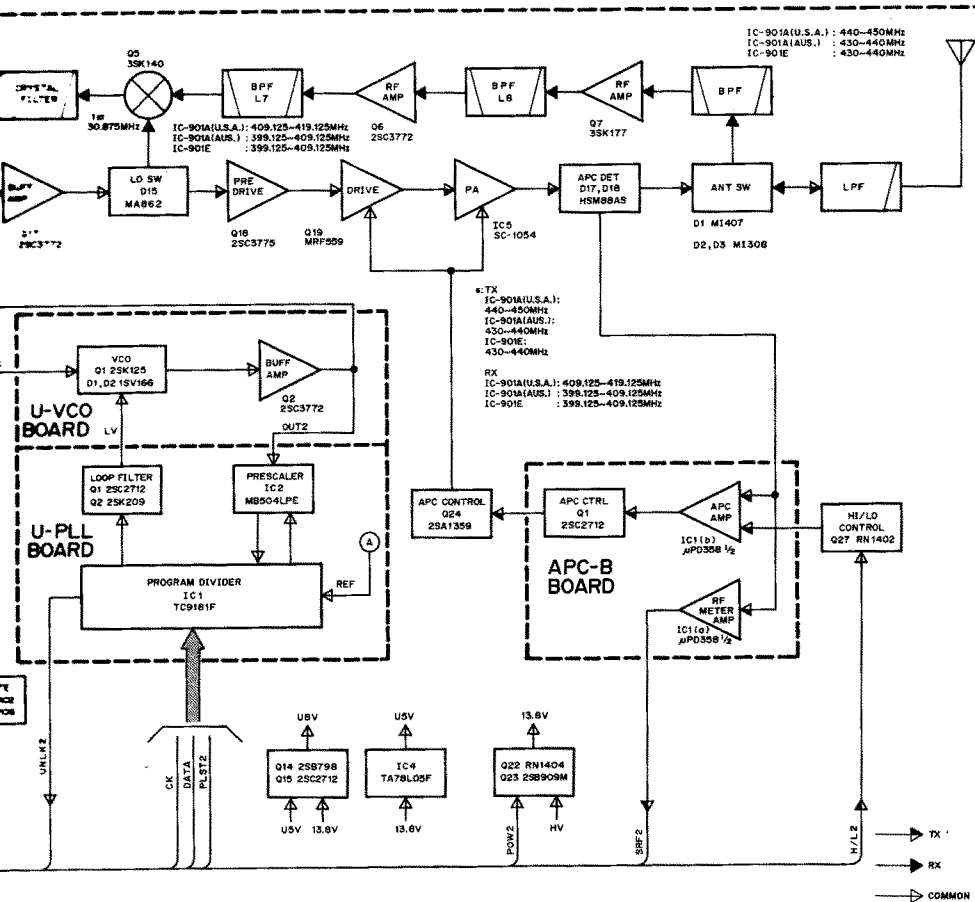 IC-901A(U.S.A.) : 440~450MHz
IC-901A(AUS.) : 430~440MHz
IC-901E : 430~440MHz
Q5
3SK140
CRYSTAL
FILTER
1st
30.875MHz
BPF
L7
RF
AMP
Q6
2SC3772
BPF
L8
RF
AMP
Q7
3SK177
BPF
IC-901A(U.S.A.) : 409.125~419.125MHz
IC-901A(AUS.) : 399.125~409.125MHz
IC-901E : 399.125~409.125MHz
BUFF
AMP
2SC3772
LO SW
D15
MA862
PRE
DRIVE
Q18
2SC3775
DRIVE
Q19
MRF559
PA
IC5
SC-1054
APC DET
D17, D18
HSM88AS
ANT SW
D1 MI407
D2, D3 MI308
LPF
TX
IC-901A(U.S.A.):
440~450MHz
IC-901A(AUS.):
430~440MHz
IC-901E:
430~440MHz
RX
IC-901A(U.S.A.) : 409.125~419.125MHz
IC-901A(AUS.) : 399.125~409.125MHz
IC-901E : 399.125~409.125MHz
VCO
Q1 2SK125
D1, D2 1SV166
BUFF
AMP
Q2
2SC3772
U-VCO
BOARD
LV
OUT2
LOOP FILTER
Q1 2SC2712
Q2 2SK209
PRESCALER
IC2
MB504LPE
U-PLL
BOARD
A
REF
PROGRAM DIVIDER
IC1
TC9181F
APC CONTROL
Q24
2SA1359
APC CTRL
Q1
2SC2712
APC
AMP
IC1(b)
μPD358 1/2
HI/LO
CONTROL
Q27 RN1402
APC-B
BOARD
RF
METER
AMP
IC1(a)
μPD358 1/2
UNLK2
CK
DATA
PLST2
U8V
Q14 2SB798
Q15 2SC2712
U5V 13.8V
U5V
IC4
TA78L05F
13.8V
13.8V
Q22 RN1404
Q23 2SB909M
POW2
HV
SRF2
H/L2
TX
RX
COMMON